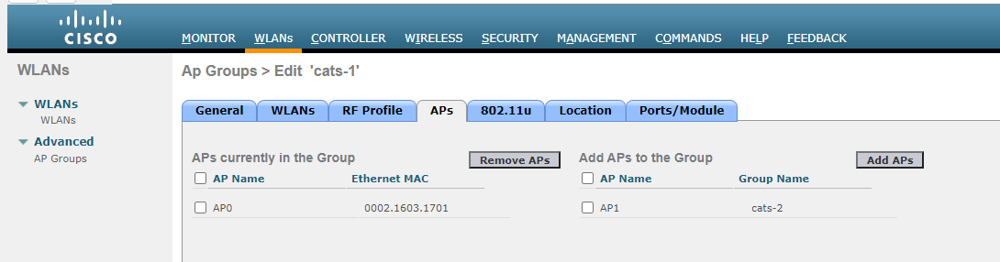 CISCO
MONITOR WLANs CONTROLLER WIRELESS SECURITY MANAGEMENT COMMANDS HELP FEEDBACK
WLANs
WLANs
WLANs
Advanced
AP Groups
Ap Groups > Edit 'cats-1'
General WLANs RF Profile APs 802.11u Location Ports/Module
APs currently in the Group Remove APs
AP Name Ethernet MAC
AP0 0002.1603.1701
Add APs to the Group Add APs
AP Name Group Name
AP1 cats-2